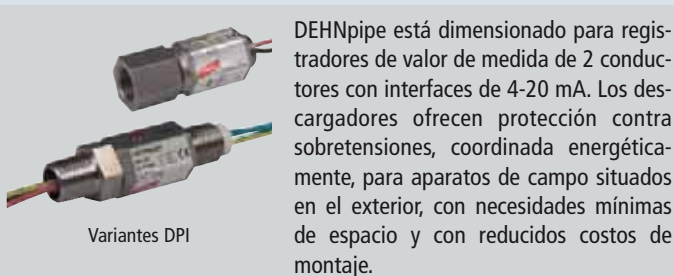 DEHNpipe está dimensionado para regis-
tradores de valor de medida de 2 conduc-
tores con interfaces de 4-20 mA. Los des-
cargadores ofrecen protección contra
sobretensiones, coordinada energética-
mente, para aparatos de campo situados
en el exterior, con necesidades mínimas
de espacio y con reducidos costos de
montaje.
Variantes DPI